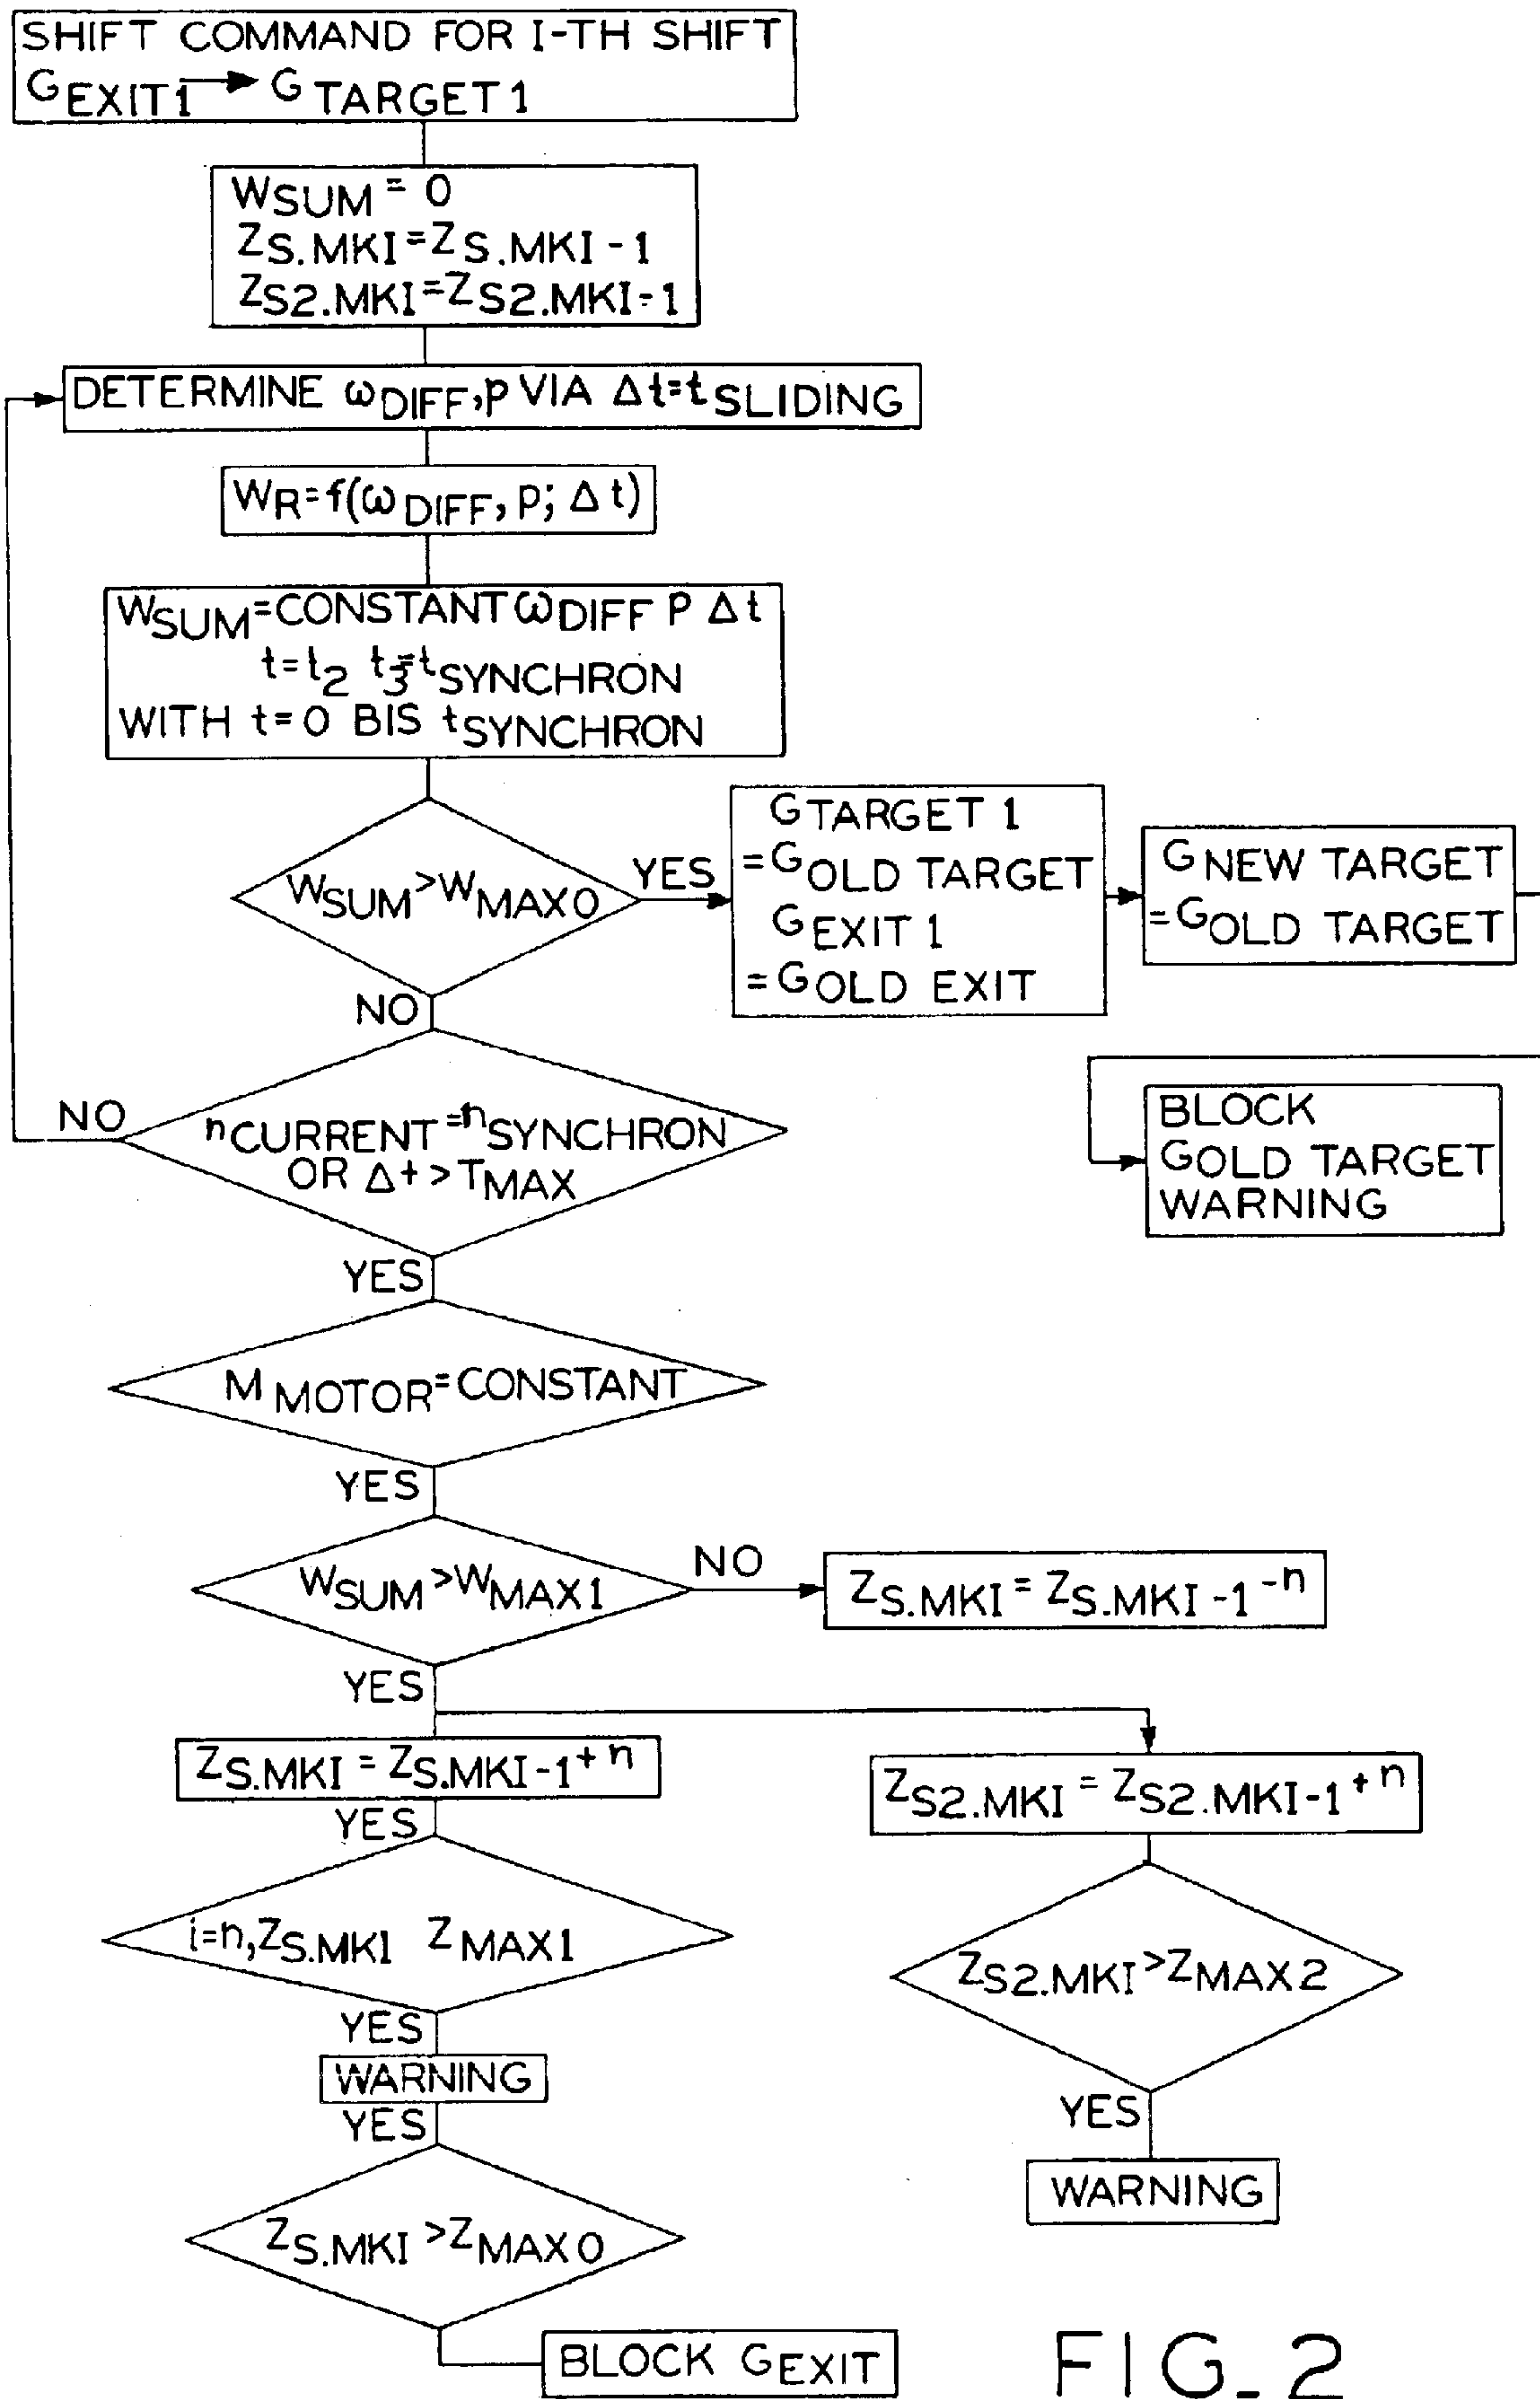 SHIFT COMMAND FOR I-TH SHIFT
GEXIT1 → GTARGET 1
WSUM = 0
ZS.MKI=ZS.MKI-1
ZS2.MKI=ZS2.MKI-1
DETERMINE ωDIFF,p VIA Δt=tSLIDING
WR=f(ωDIFF, p; Δt)
WSUM=CONSTANT ωDIFF P Δt
t=t2 t3=tSYNCHRON
WITH t=0 BIS tSYNCHRON
WSUM>WMAX0
YES
GTARGET 1
=GOLD TARGET
GEXIT 1
=GOLD EXIT
GNEW TARGET
=GOLD TARGET
NO
NO
nCURRENT=nSYNCHRON
OR Δt>TMAX
BLOCK
GOLD TARGET
WARNING
YES
MMOTOR=CONSTANT
YES
WSUM>WMAX1
NO
ZS.MKI=ZS.MKI-1-n
YES
ZS.MKI=ZS.MKI-1+n
ZS2.MKI=ZS2.MKI-1+n
YES
i=n,ZS.MK1 ZMAX1
ZS2.MKI>ZMAX2
YES
WARNING
YES
YES
WARNING
ZS.MKI>ZMAX0
BLOCK GEXIT
FIG_2